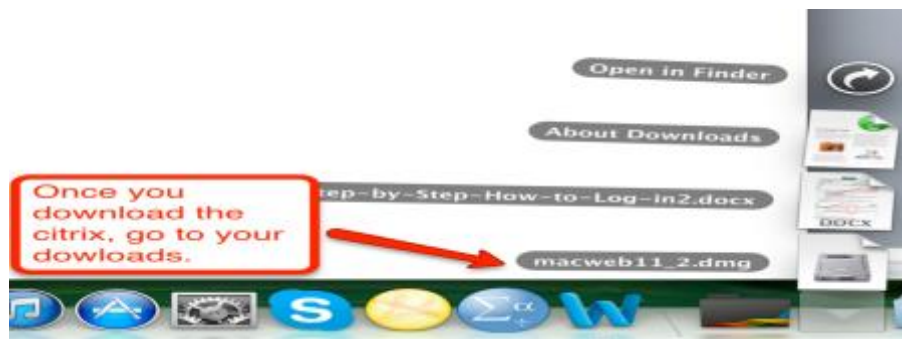 Open in Finder
About Downloads
Once you
download the
citrix, go to your
dowloads.
tep-by-Step-How-to-Log-in2.docx
macweb11_2.dmg
DOCX